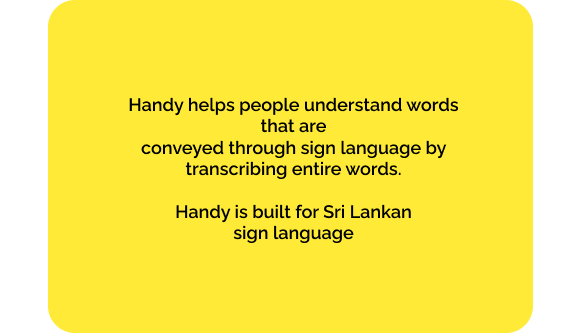 Handy helps people understand words
that are
conveyed through sign language by
transcribing entire words.
Handy is built for Sri Lankan
sign language